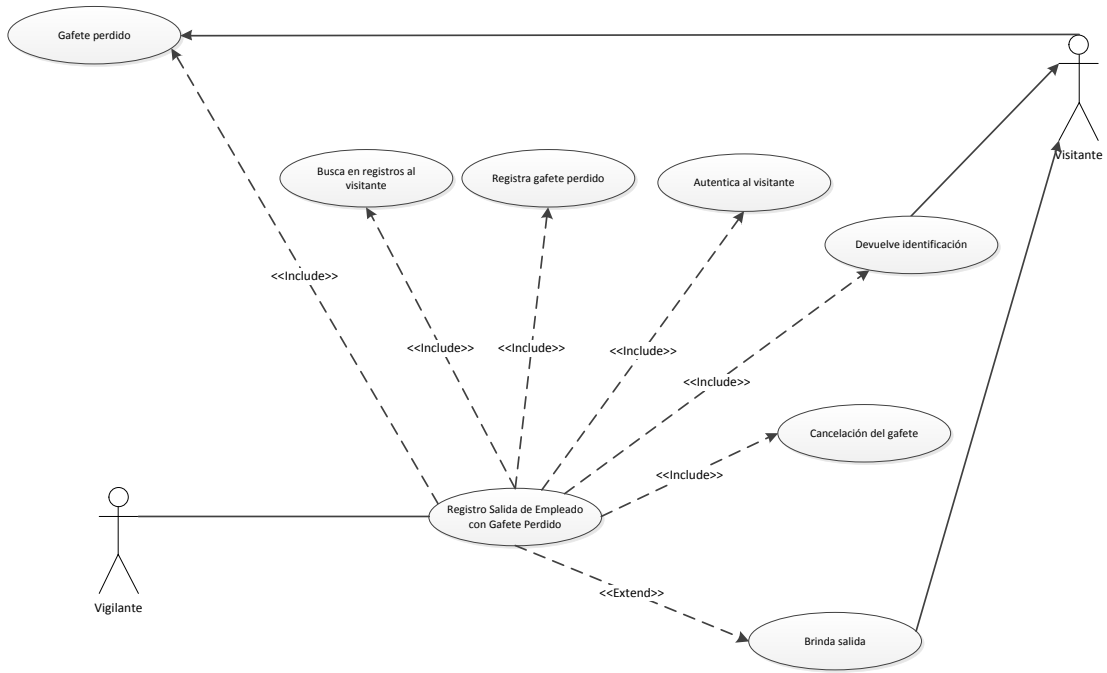 Gafete perdido
Visitante
Busca en registros al
visitante
Registra gafete perdido
Autentica al visitante
Devuelve identificación
<<Include>>
<<Include>>
<<Include>>
<<Include>>
<<Include>>
Cancelación del gafete
<<Include>>
Registro Salida de Empleado
con Gafete Perdido
Vigilante
<<Extend>>
Brinda salida